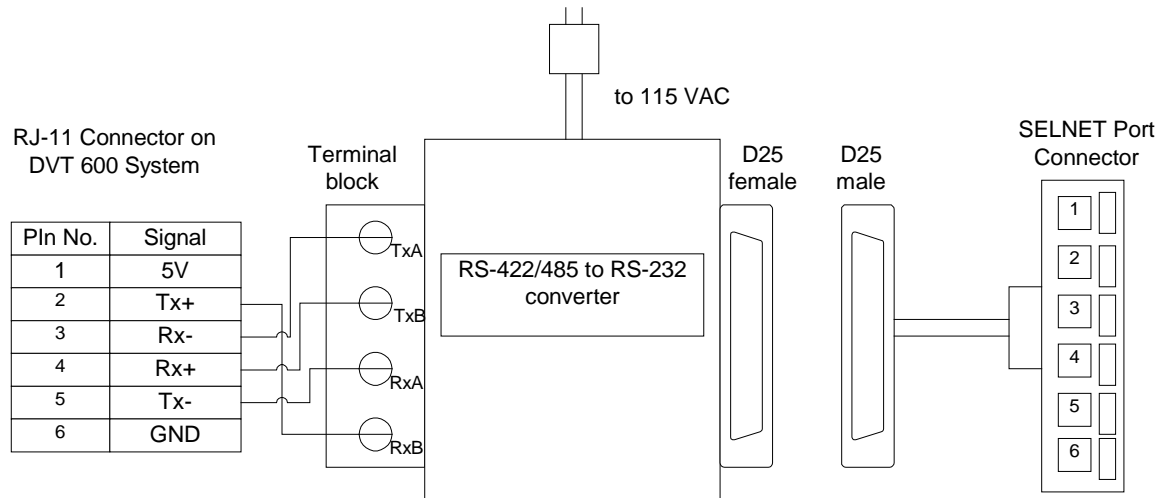 to 115 VAC
RJ-11 Connector on
DVT 600 System
Terminal
block
D25
female
D25
male
SELNET Port
Connector
PIn No. Signal
1 5V
2 Tx+
3 Rx-
4 Rx+
5 Tx-
6 GND
TxA
TxB
RxA
RxB
RS-422/485 to RS-232
converter
1
2
3
4
5
6